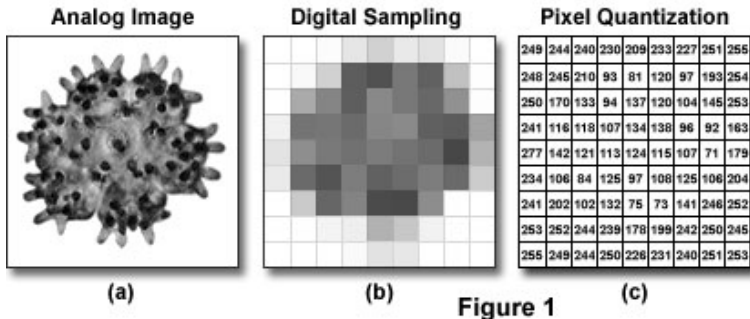 Analog Image Digital Sampling Pixel Quantization
249 244 240 230 209 233 227 251 255
248 245 210 93 81 120 97 193 254
250 170 133 94 137 120 104 145 253
241 116 118 107 134 138 96 92 163
277 142 121 113 124 115 107 71 179
234 106 84 125 97 108 125 106 204
241 202 102 132 75 73 141 246 252
253 252 244 239 178 199 242 250 245
255 249 244 250 226 231 240 251 253
(a) (b) (c)
Figure 1